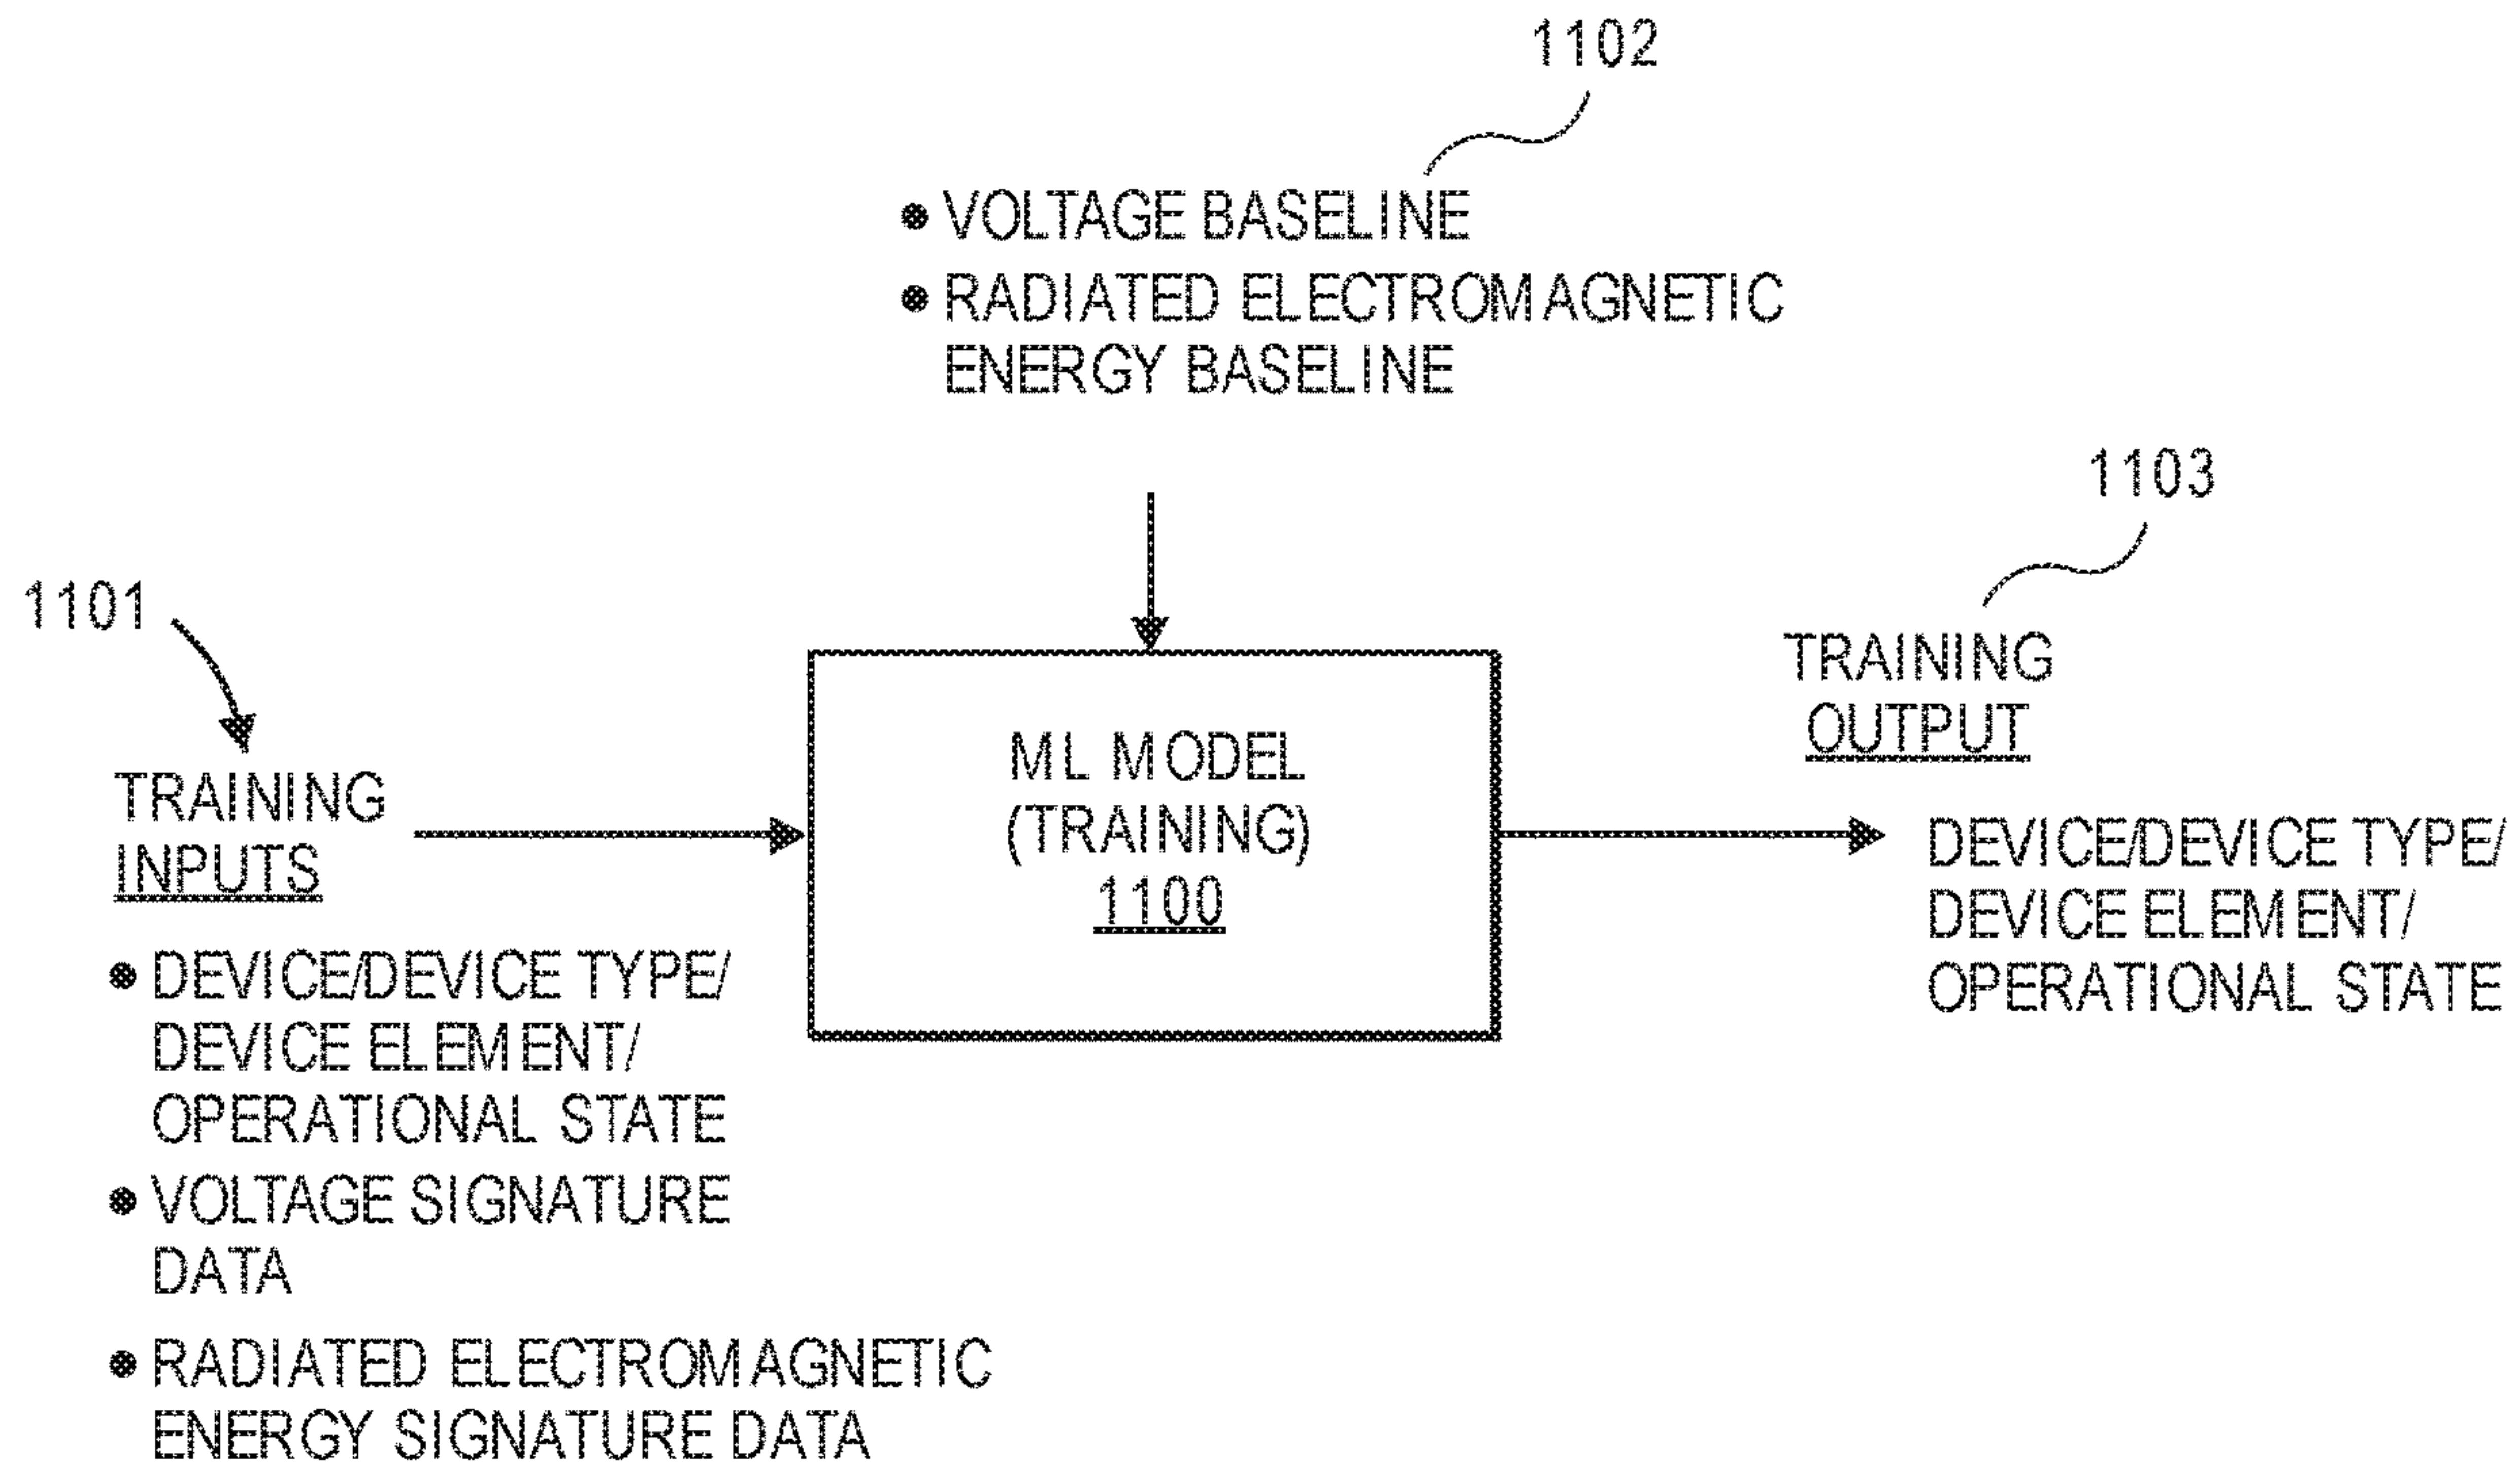 1102
• VOLTAGE BASELINE
• RADIATED ELECTROMAGNETIC
ENERGY BASELINE
1101
TRAINING
INPUTS
• DEVICE/DEVICE TYPE/
DEVICE ELEMENT/
OPERATIONAL STATE
• VOLTAGE SIGNATURE
DATA
• RADIATED ELECTROMAGNETIC
ENERGY SIGNATURE DATA
ML MODEL
(TRAINING)
1100
1103
TRAINING
OUTPUT
DEVICE/DEVICE TYPE/
DEVICE ELEMENT/
OPERATIONAL STATE